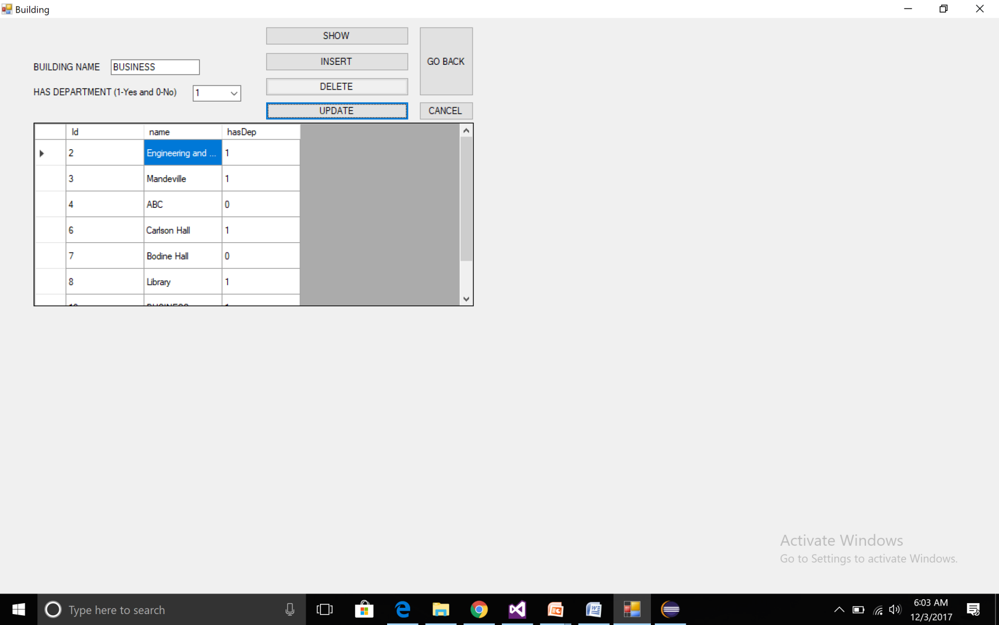 Building
SHOW
INSERT
DELETE
UPDATE
GO BACK
CANCEL
BUILDING NAME BUSINESS
HAS DEPARTMENT (1-Yes and 0-No) 1
Id name hasDep
2 Engineering and ... 1
3 Mandeville 1
4 ABC 0
6 Carlson Hall 1
7 Bodine Hall 0
8 Library 1
BUSINESS 1
Activate Windows
Go to Settings to activate Windows.
Type here to search
6:03 AM
12/3/2017